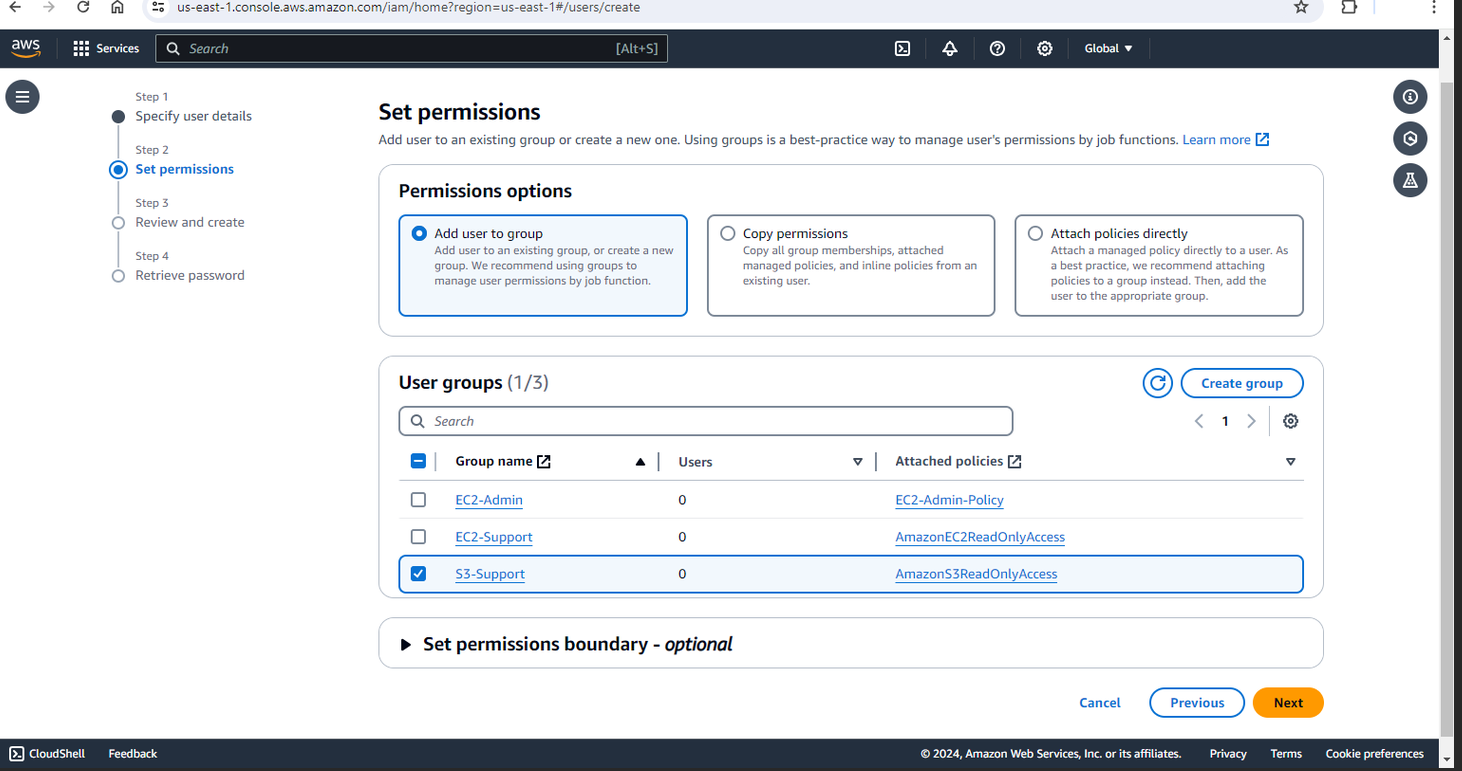 us-east-1.console.aws.amazon.com/iam/home?region=us-east-1#/users/create
aws
Services
Search
[Alt+S]
Global
Step 1
Specify user details
Step 2
Set permissions
Step 3
Review and create
Step 4
Retrieve password
Set permissions
Add user to an existing group or create a new one. Using groups is a best-practice way to manage user's permissions by job functions. Learn more
Permissions options
Add user to group
Add user to an existing group, or create a new
group. We recommend using groups to
manage user permissions by job function.
Copy permissions
Copy all group memberships, attached
managed policies, and inline policies from an
existing user.
Attach policies directly
Attach a managed policy directly to a user. As
a best practice, we recommend attaching
policies to a group instead. Then, add the
user to the appropriate group.
User groups (1/3)
Create group
Search
1
Group name Users Attached policies
EC2-Admin 0 EC2-Admin-Policy
EC2-Support 0 AmazonEC2ReadOnlyAccess
S3-Support 0 AmazonS3ReadOnlyAccess
Set permissions boundary - optional
Cancel
Previous
Next
CloudShell Feedback © 2024, Amazon Web Services, Inc. or its affiliates. Privacy Terms Cookie preferences